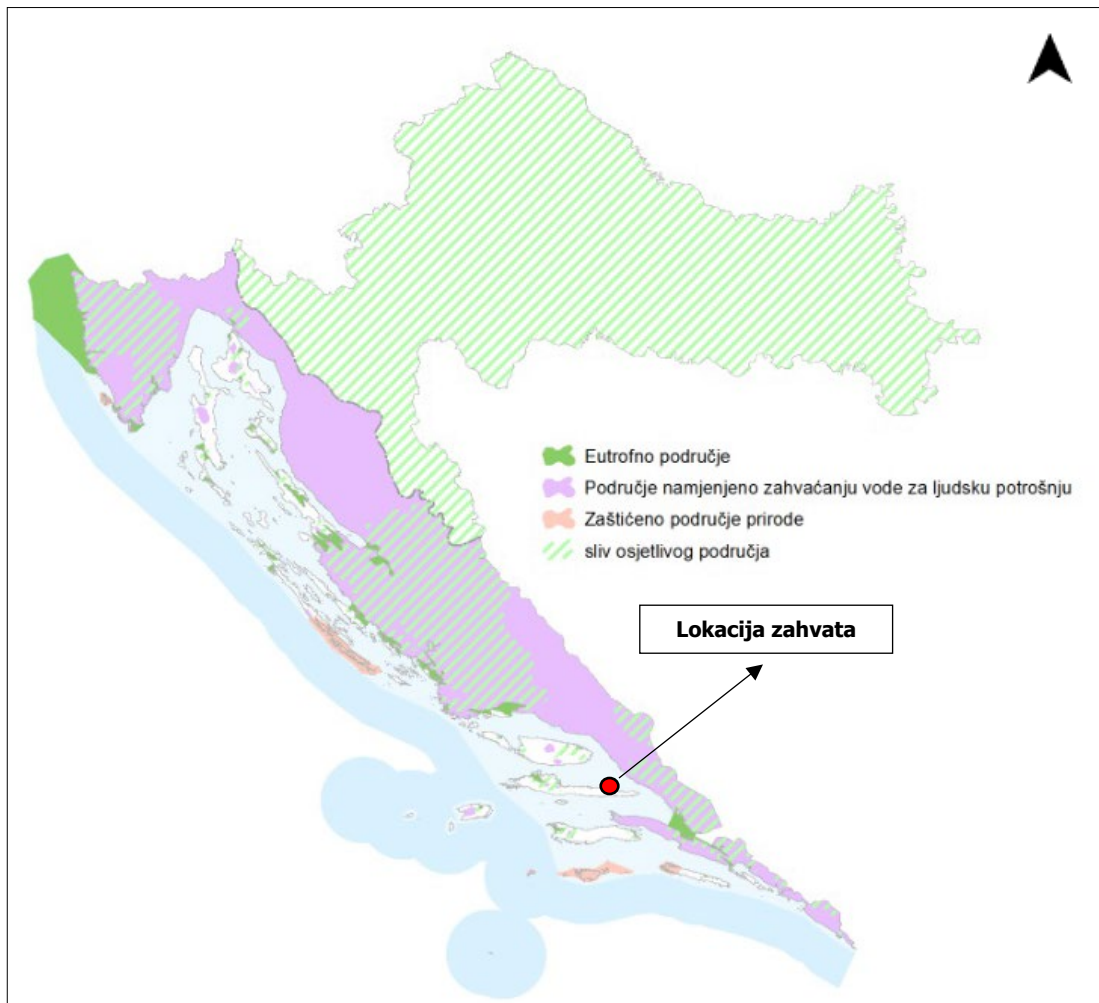 Eutrofno područje
Područje namjenjeno zahvaćanju vode za ljudsku potrošnju
Zaštićeno područje prirode
sliv osjetlivog područja
Lokacija zahvata